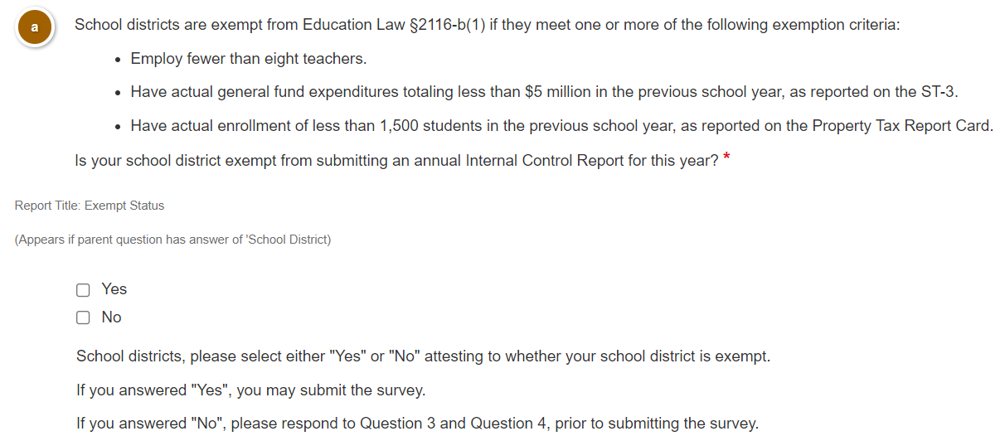 a
School districts are exempt from Education Law §2116-b(1) if they meet one or more of the following exemption criteria:
• Employ fewer than eight teachers.
• Have actual general fund expenditures totaling less than $5 million in the previous school year, as reported on the ST-3.
• Have actual enrollment of less than 1,500 students in the previous school year, as reported on the Property Tax Report Card.
Is your school district exempt from submitting an annual Internal Control Report for this year? *
Report Title: Exempt Status
(Appears if parent question has answer of 'School District)
Yes
No
School districts, please select either "Yes" or "No" attesting to whether your school district is exempt.
If you answered "Yes", you may submit the survey.
If you answered "No", please respond to Question 3 and Question 4, prior to submitting the survey.